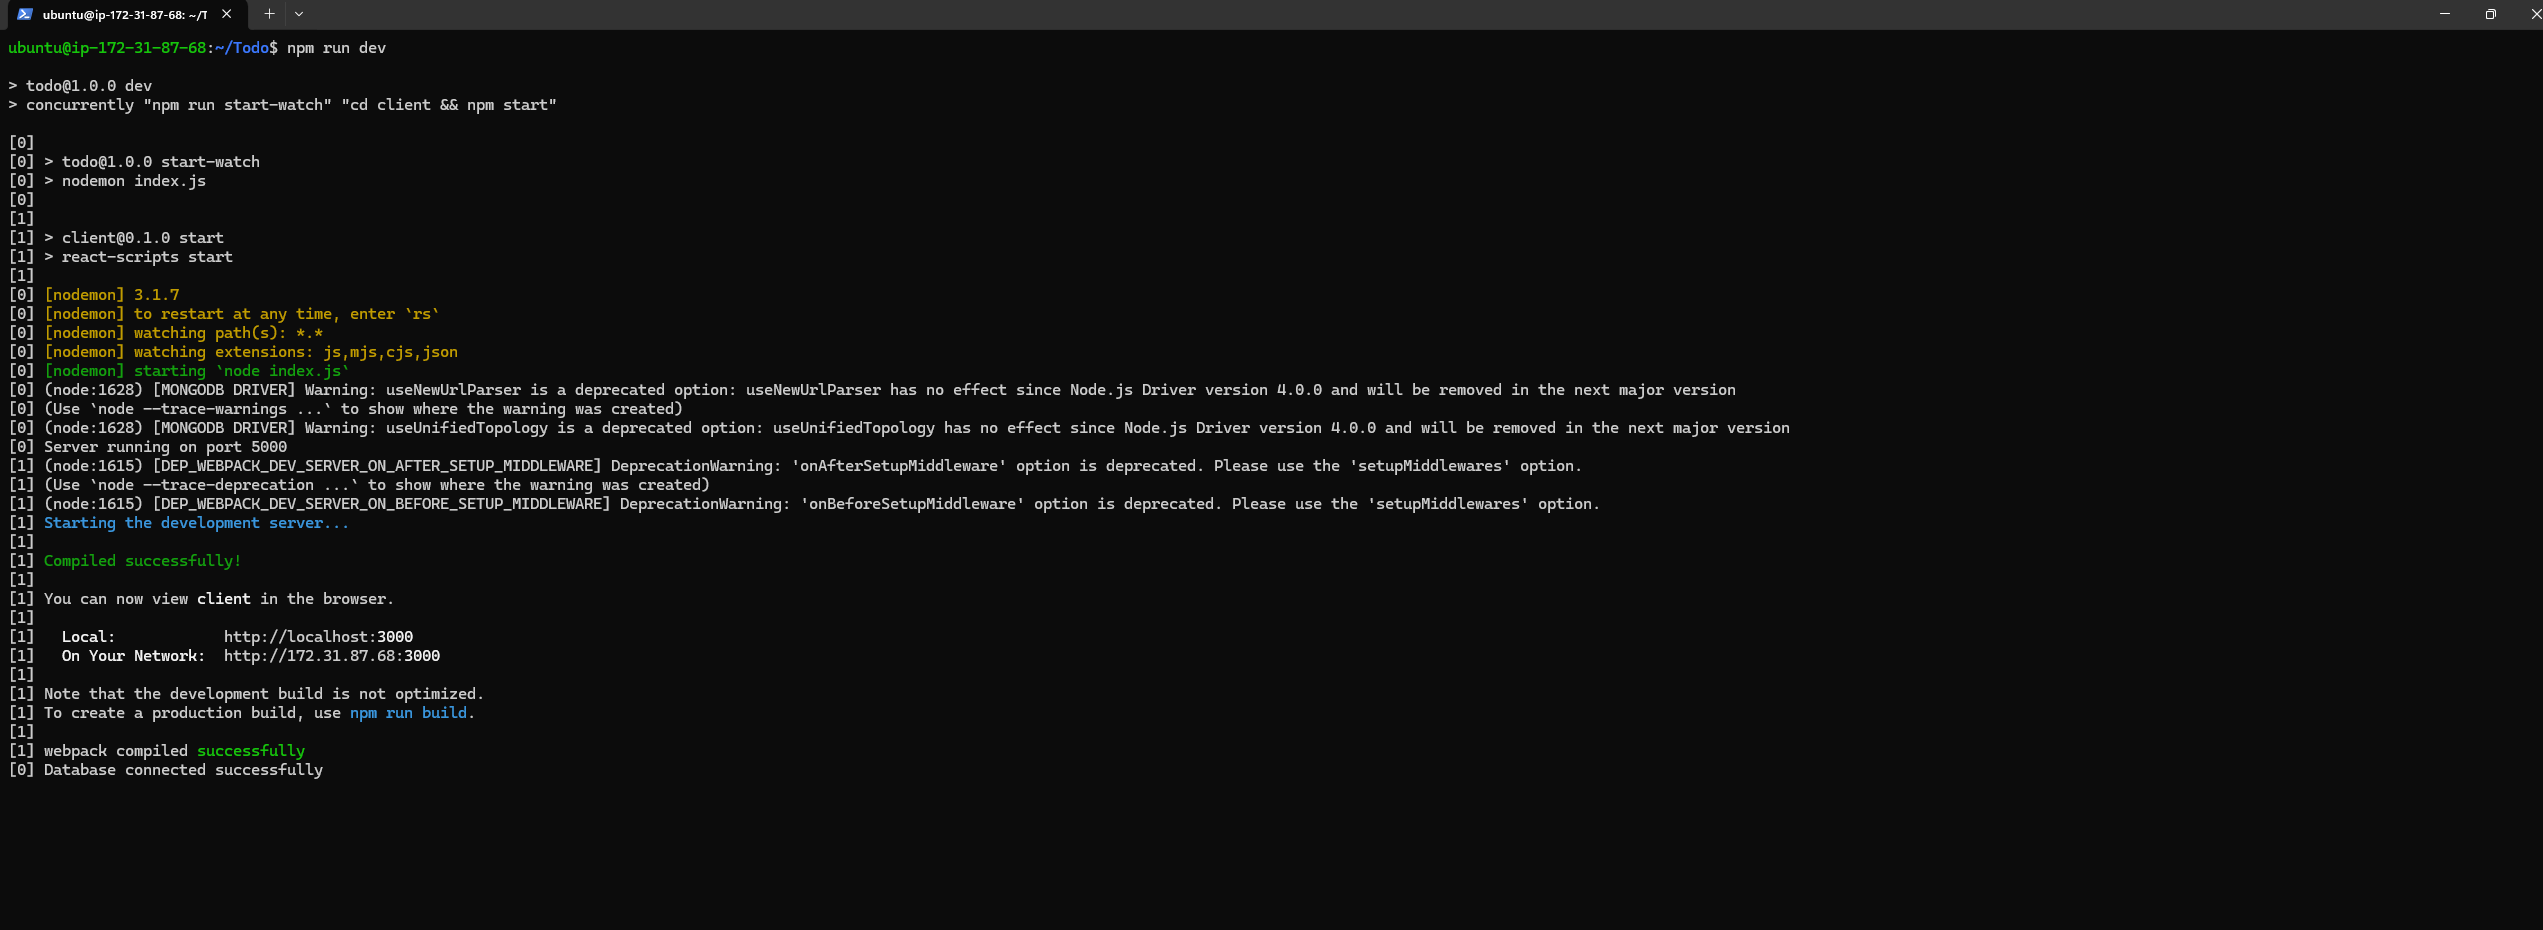 ubuntu@ip-172-31-87-68: ~/T
ubuntu@ip-172-31-87-68:~/Todo$ npm run dev
> todo@1.0.0 dev
> concurrently "npm run start-watch" "cd client && npm start"
[0]
[0] > todo@1.0.0 start-watch
[0] > nodemon index.js
[0]
[1]
[1] > client@0.1.0 start
[1] > react-scripts start
[1]
[0] [nodemon] 3.1.7
[0] [nodemon] to restart at any time, enter `rs`
[0] [nodemon] watching path(s): *.*
[0] [nodemon] watching extensions: js,mjs,cjs,json
[0] [nodemon] starting `node index.js`
[0] (node:1628) [MONGODB DRIVER] Warning: useNewUrlParser is a deprecated option: useNewUrlParser has no effect since Node.js Driver version 4.0.0 and will be removed in the next major version
[0] (Use `node --trace-warnings ...` to show where the warning was created)
[0] (node:1628) [MONGODB DRIVER] Warning: useUnifiedTopology is a deprecated option: useUnifiedTopology has no effect since Node.js Driver version 4.0.0 and will be removed in the next major version
[0] Server running on port 5000
[1] (node:1615) [DEP_WEBPACK_DEV_SERVER_ON_AFTER_SETUP_MIDDLEWARE] DeprecationWarning: 'onAfterSetupMiddleware' option is deprecated. Please use the 'setupMiddlewares' option.
[1] (Use `node --trace-deprecation ...` to show where the warning was created)
[1] (node:1615) [DEP_WEBPACK_DEV_SERVER_ON_BEFORE_SETUP_MIDDLEWARE] DeprecationWarning: 'onBeforeSetupMiddleware' option is deprecated. Please use the 'setupMiddlewares' option.
[1] Starting the development server...
[1]
[1] Compiled successfully!
[1]
[1] You can now view client in the browser.
[1]
[1]   Local:            http://localhost:3000
[1]   On Your Network:  http://172.31.87.68:3000
[1]
[1] Note that the development build is not optimized.
[1] To create a production build, use npm run build.
[1]
[1] webpack compiled successfully
[0] Database connected successfully